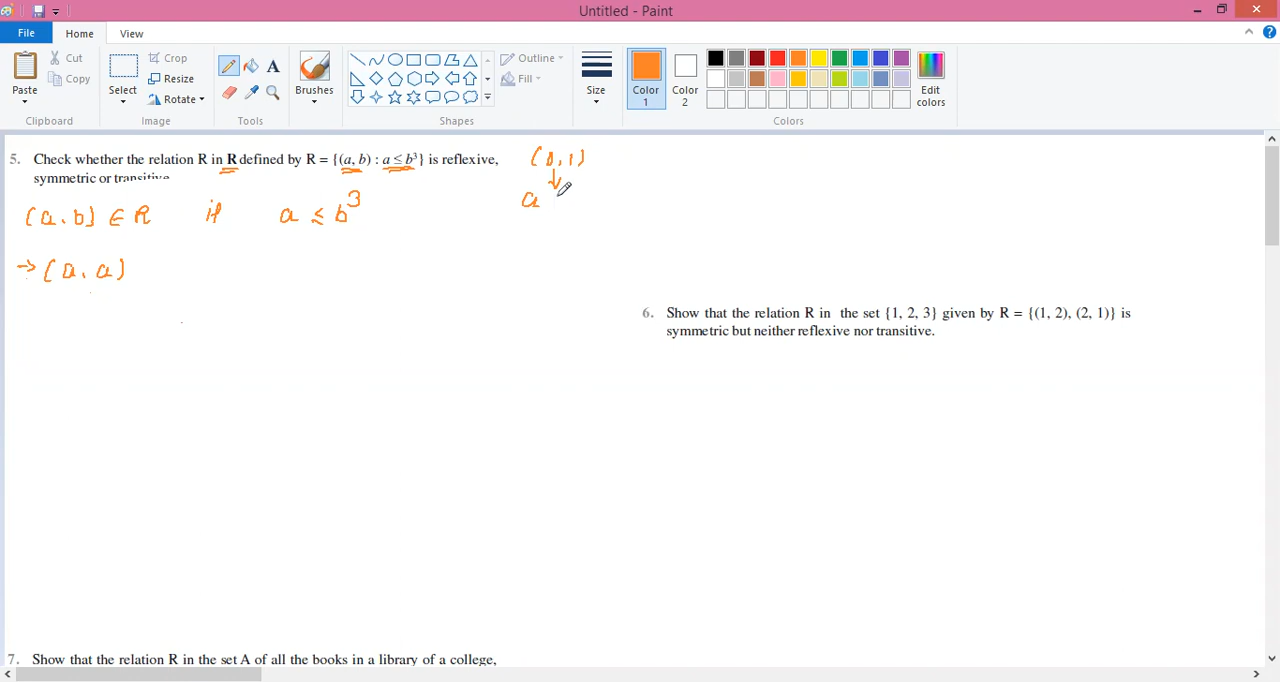 Untitled - Paint
File
Home
View
Paste
Cut
Copy
Clipboard
Select
Crop
Resize
Rotate
Image
Tools
Brushes
Outline
Fill
Shapes
Size
Color 1
Color 2
Edit colors
Colors
5. Check whether the relation R in R defined by R = {(a, b) : a ≤ b³} is reflexive,
symmetric or transitive.
(0,1)
a
(a, b) ∈ R if a ≤ b³
→ (a, a)
6. Show that the relation R in the set {1, 2, 3} given by R = {(1, 2), (2, 1)} is
symmetric but neither reflexive nor transitive.
7. Show that the relation R in the set A of all the books in a library of a college,